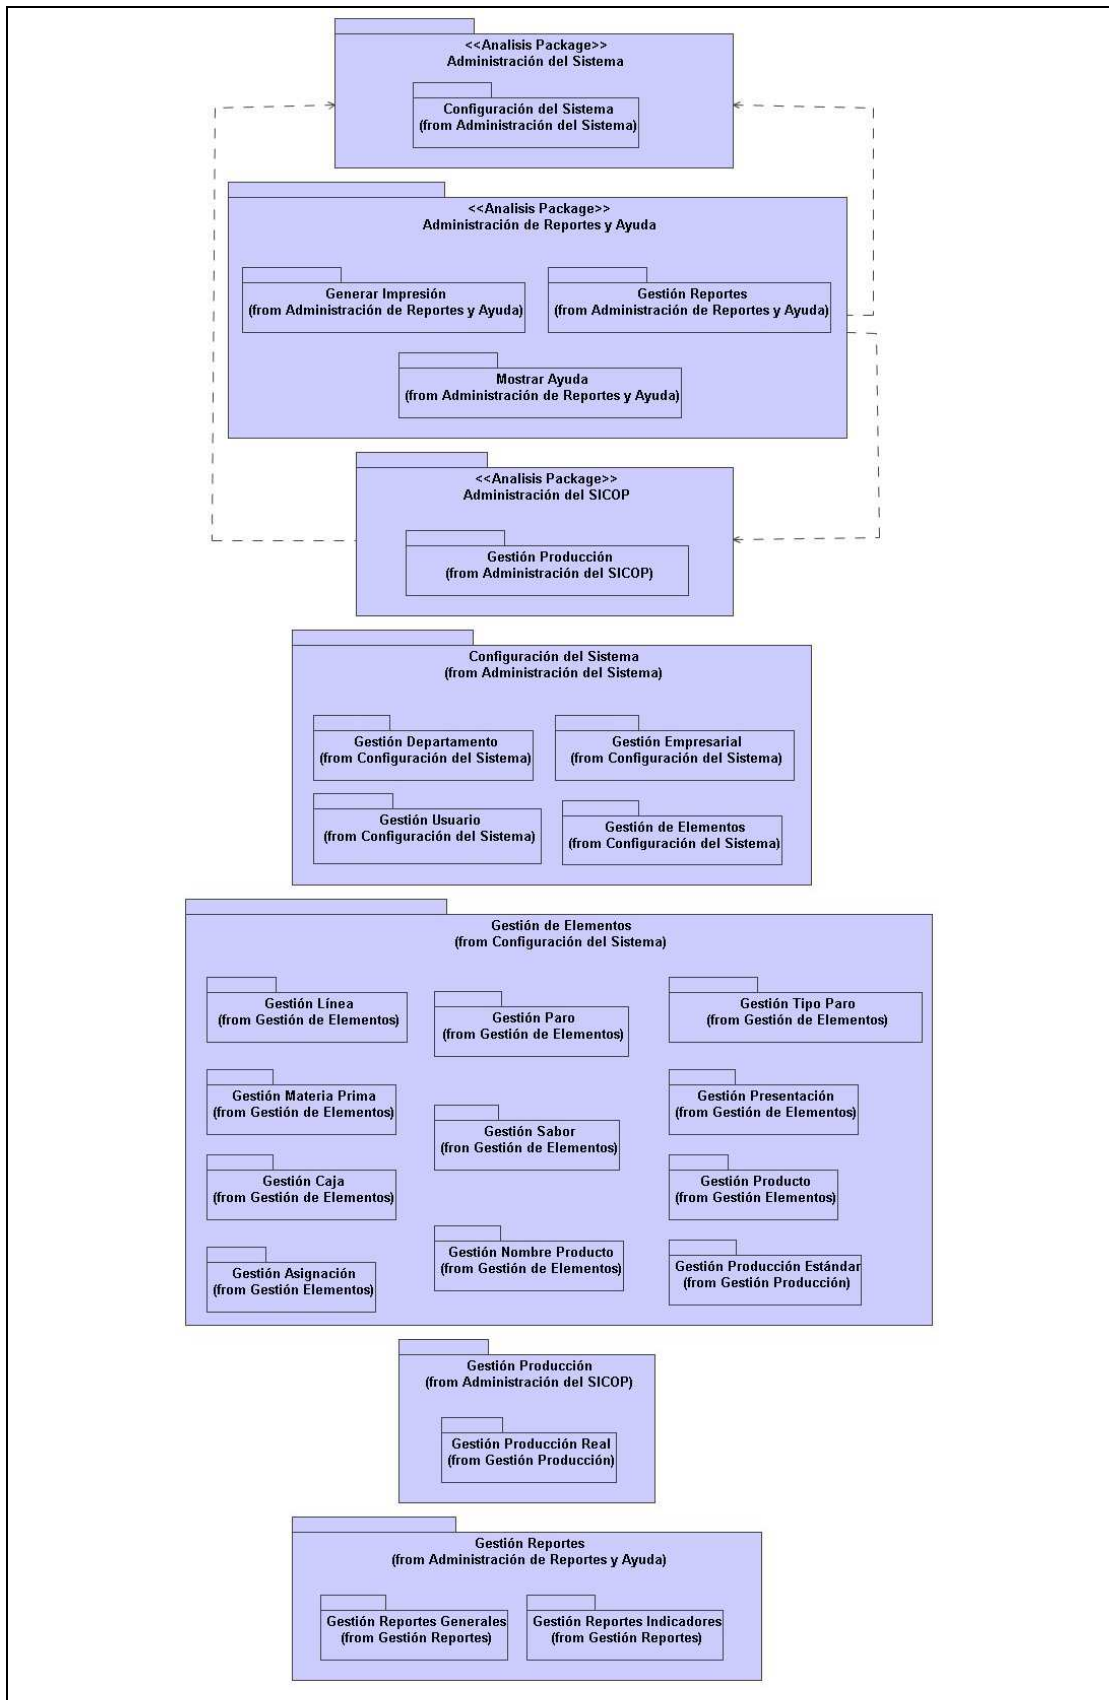 <<Analisis Package>>
Administración del Sistema
Configuración del Sistema
(from Administración del Sistema)
<<Analisis Package>>
Administración de Reportes y Ayuda
Generar Impresión
(from Administración de Reportes y Ayuda)
Gestión Reportes
(from Administración de Reportes y Ayuda)
Mostrar Ayuda
(from Administración de Reportes y Ayuda)
<<Analisis Package>>
Administración del SICOP
Gestión Producción
(from Administración del SICOP)
Configuración del Sistema
(from Administración del Sistema)
Gestión Departamento
(from Configuración del Sistema)
Gestión Empresarial
(from Configuración del Sistema)
Gestión Usuario
(from Configuración del Sistema)
Gestión de Elementos
(from Configuración del Sistema)
Gestión de Elementos
(from Configuración del Sistema)
Gestión Línea
(from Gestión de Elementos)
Gestión Paro
(from Gestión de Elementos)
Gestión Tipo Paro
(from Gestión de Elementos)
Gestión Materia Prima
(from Gestión de Elementos)
Gestión Sabor
(fron Gestión de Elementos)
Gestión Presentación
(from Gestión de Elementos)
Gestión Caja
(from Gestión de Elementos)
Gestión Producto
(from Gestión Elementos)
Gestión Asignación
(from Gestión Elementos)
Gestión Nombre Producto
(from Gestión de Elementos)
Gestión Producción Estándar
(from Gestión Producción)
Gestión Producción
(from Administración del SICOP)
Gestión Producción Real
(from Gestión Producción)
Gestión Reportes
(from Administración de Reportes y Ayuda)
Gestión Reportes Generales
(from Gestión Reportes)
Gestión Reportes Indicadores
(from Gestión Reportes)